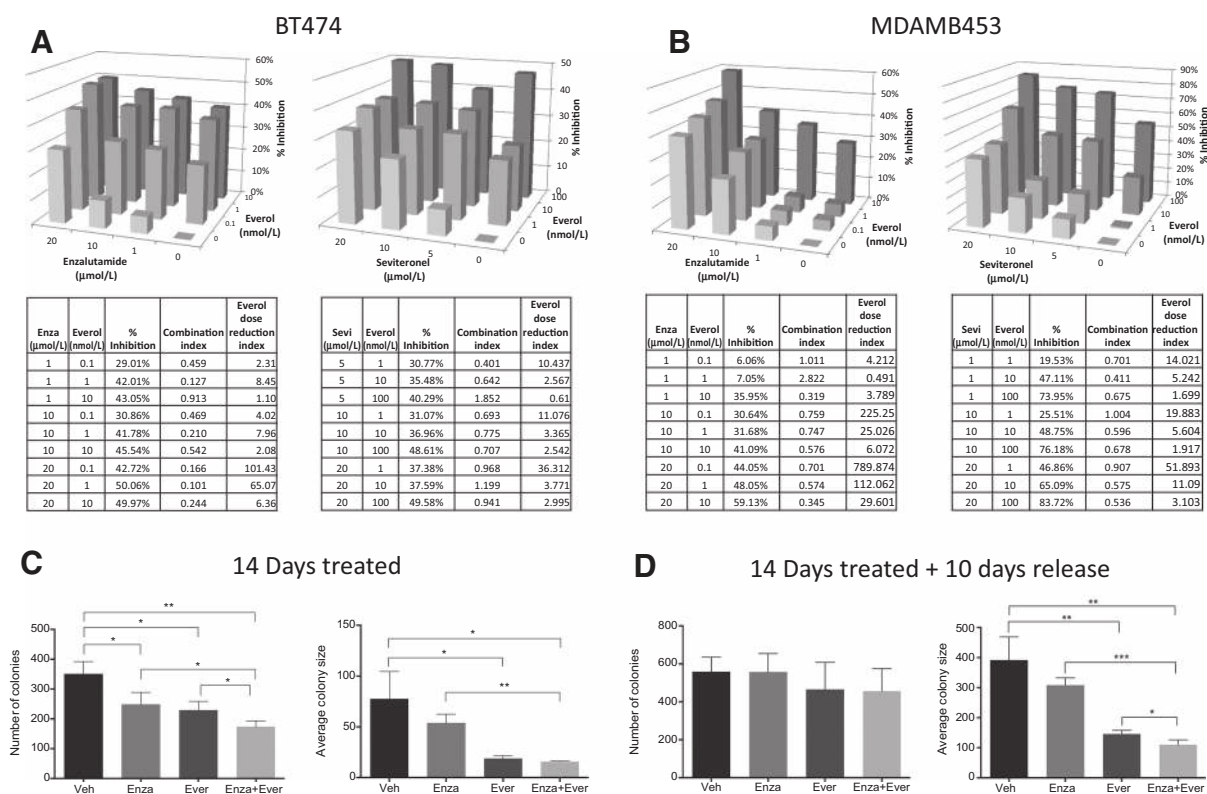 BT474
MDAMB453
A
60%
50%
40%
30%
20%
10%
0%
% Inhibition
10
1
0.1
0
Everol
(nmol/L)
20
10
1
0
Enzalutamide
(µmol/L)
50
40
30
20
10
0
% Inhibition
100
10
1
0
Everol
(nmol/L)
20
10
5
0
Seviteronel
(µmol/L)
B
60%
50%
40%
30%
20%
10%
0%
% Inhibition
10
1
0.1
0
Everol
(nmol/L)
20
10
1
0
Enzalutamide
(µmol/L)
90%
80%
70%
60%
50%
40%
30%
20%
10%
0%
% Inhibition
100
10
1
0
Everol
(nmol/L)
20
10
5
0
Seviteronel
(µmol/L)
Enza (µmol/L) Everol (nmol/L) % Inhibition Combination index Everol dose reduction index
1 0.1 29.01% 0.459 2.31
1 1 42.01% 0.127 8.45
1 10 43.05% 0.913 1.10
10 0.1 30.86% 0.469 4.02
10 1 41.78% 0.210 7.96
10 10 45.54% 0.542 2.08
20 0.1 42.72% 0.166 101.43
20 1 50.06% 0.101 65.07
20 10 49.97% 0.244 6.36
Sevi (µmol/L) Everol (nmol/L) % Inhibition Combination index Everol dose reduction index
5 1 30.77% 0.401 10.437
5 10 35.48% 0.642 2.567
5 100 40.29% 1.852 0.61
10 1 31.07% 0.693 11.076
10 10 36.96% 0.775 3.365
10 100 48.61% 0.707 2.542
20 1 37.38% 0.968 36.312
20 10 37.59% 1.199 3.771
20 100 49.58% 0.941 2.995
Enza (µmol/L) Everol (nmol/L) % Inhibition Combination index Everol dose reduction index
1 0.1 6.06% 1.011 4.212
1 1 7.05% 2.822 0.491
1 10 35.95% 0.319 3.789
10 0.1 30.64% 0.759 225.25
10 1 31.68% 0.747 25.026
10 10 41.09% 0.576 6.072
20 0.1 44.05% 0.701 789.874
20 1 48.05% 0.574 112.062
20 10 59.13% 0.345 29.601
Sevi (µmol/L) Everol (nmol/L) % Inhibition Combination index Everol dose reduction index
1 1 19.53% 0.701 14.021
1 10 47.11% 0.411 5.242
1 100 73.95% 0.675 1.699
10 1 25.51% 1.004 19.883
10 10 48.75% 0.596 5.604
10 100 76.18% 0.678 1.917
20 1 46.86% 0.907 51.893
20 10 65.09% 0.575 11.09
20 100 83.72% 0.536 3.103
C
14 Days treated
Number of colonies
500
400
300
200
100
0
**
*
*
*
*
Veh Enza Ever Enza+Ever
Average colony size
150
100
50
0
*
*
**
Veh Enza Ever Enza+Ever
D
14 Days treated + 10 days release
Number of colonies
800
600
400
200
0
Veh Enza Ever Enza+Ever
Average colony size
500
400
300
200
100
0
**
**
***
*
Veh Enza Ever Enza+Ever